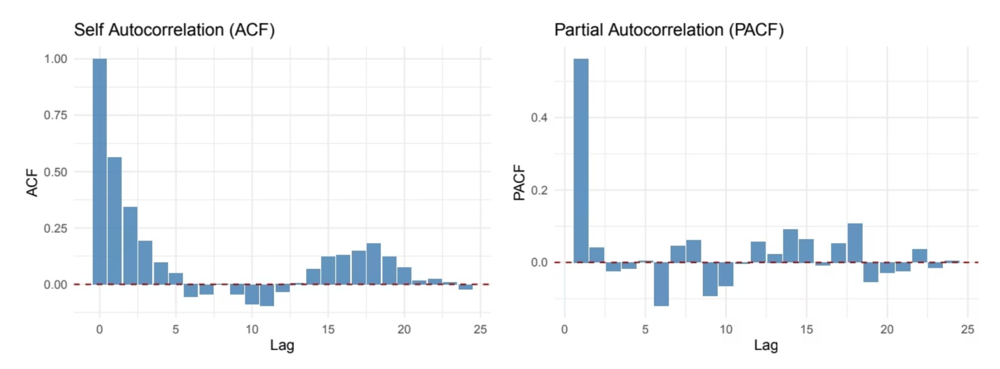 Self Autocorrelation (ACF)
1.00
0.75
0.50
0.25
0.00
ACF
0 5 10 15 20 25
Lag
Partial Autocorrelation (PACF)
0.4
0.2
0.0
PACF
0 5 10 15 20 25
Lag